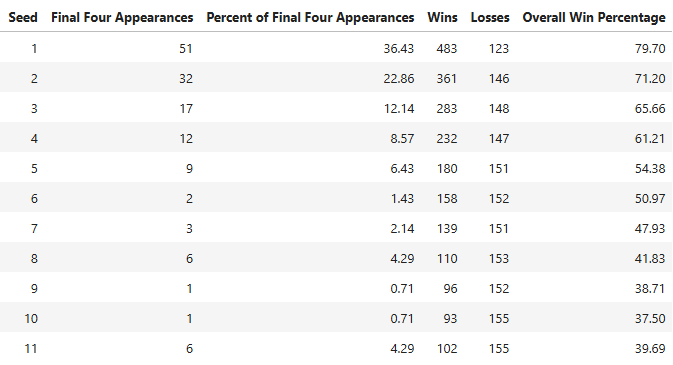 Seed Final Four Appearances Percent of Final Four Appearances Wins Losses Overall Win Percentage
1 51 36.43 483 123 79.70
2 32 22.86 361 146 71.20
3 17 12.14 283 148 65.66
4 12 8.57 232 147 61.21
5 9 6.43 180 151 54.38
6 2 1.43 158 152 50.97
7 3 2.14 139 151 47.93
8 6 4.29 110 153 41.83
9 1 0.71 96 152 38.71
10 1 0.71 93 155 37.50
11 6 4.29 102 155 39.69